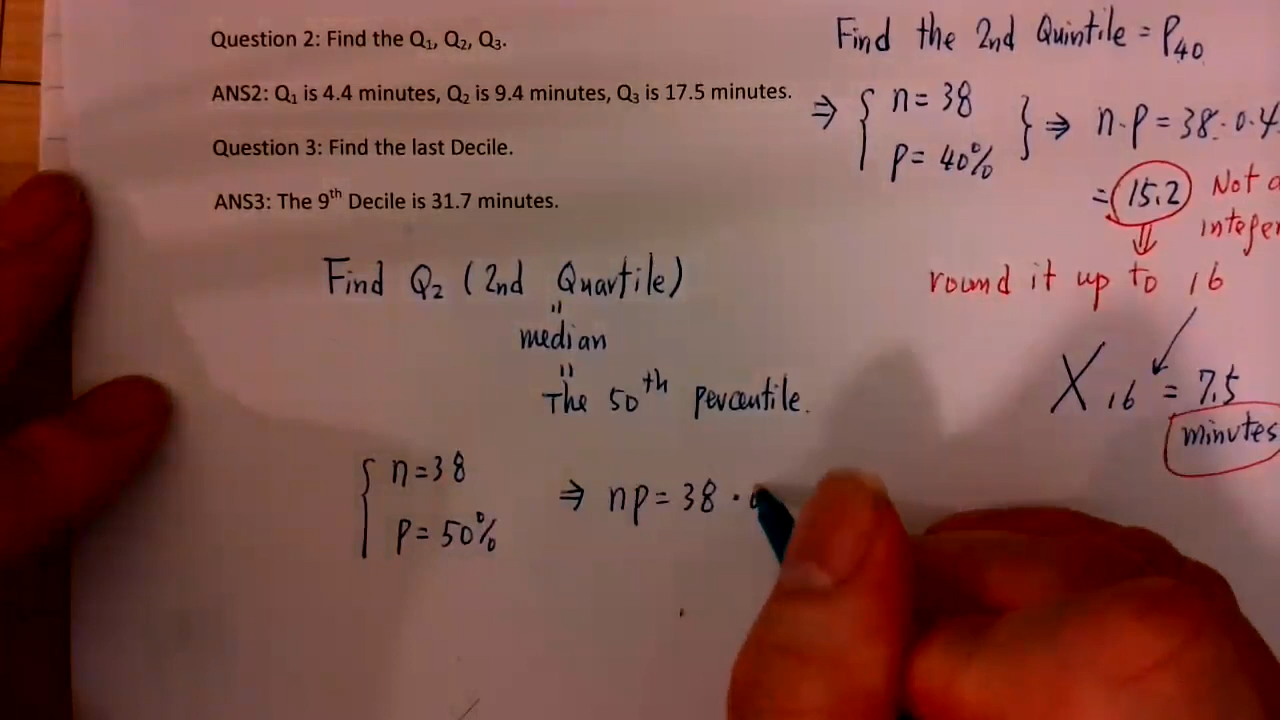 Question 2: Find the Q1, Q2, Q3.
ANS2: Q1 is 4.4 minutes, Q2 is 9.4 minutes, Q3 is 17.5 minutes.
Question 3: Find the last Decile.
ANS3: The 9th Decile is 31.7 minutes.
Find the 2nd Quintile = P40
⇒ { n = 38
p = 40% } ⇒ n·p = 38·0.4
= 15.2 Not a
integer
⇓
round it up to 16
X16 = 7.5
minutes
Find Q2 (2nd Quartile)
"
median
"
The 50th percentile.
{ n = 38
p = 50%
⇒ np = 38 ·